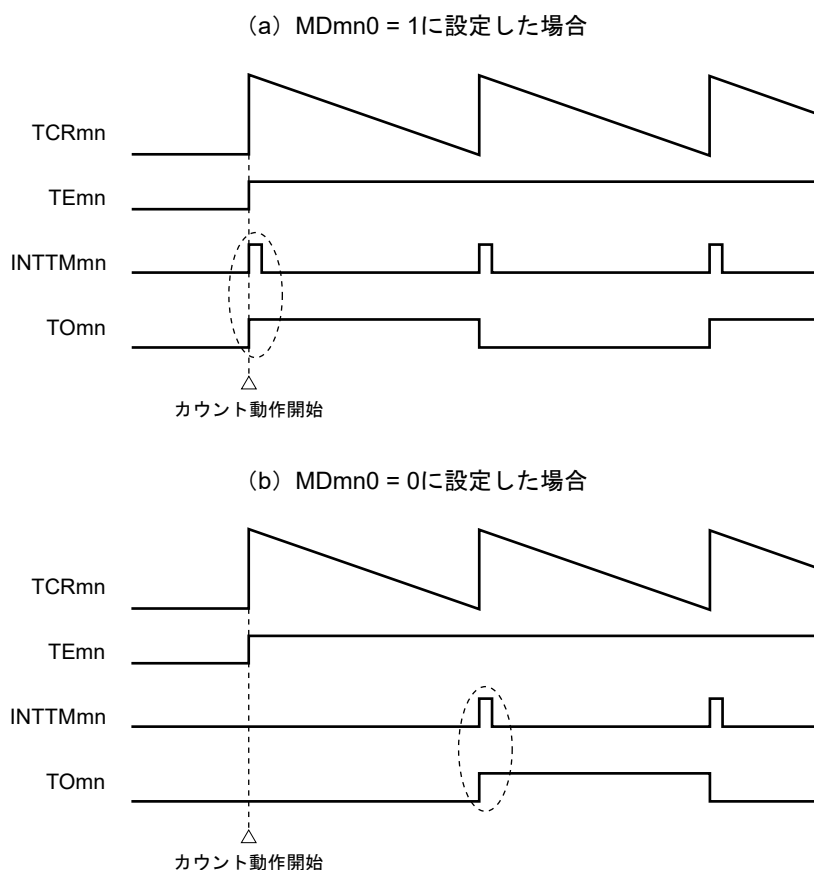 （a）MDmn0 = 1に設定した場合
TCRmn
TEmn
INTTMmn
TOmn
カウント動作開始
（b）MDmn0 = 0に設定した場合
TCRmn
TEmn
INTTMmn
TOmn
カウント動作開始